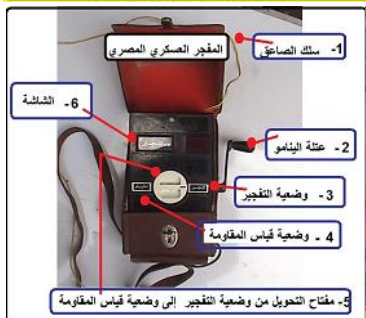 المفجر العسكري المصري
1- سلك الصاعق
6- الشاشة
2- عتلة الينامو
3 - وضعية التفجير
4 - وضعية قياس المقاومة
5- مفتاح التحويل من وضعية التفجير إلى وضعية قياس المقاومة